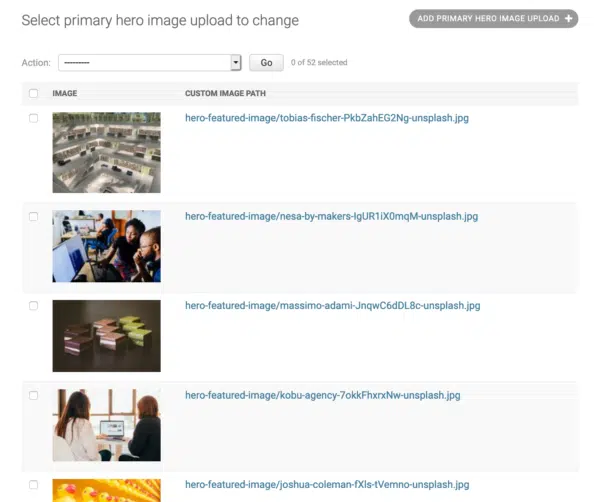 Select primary hero image upload to change
ADD PRIMARY HERO IMAGE UPLOAD +
Action: --------- Go 0 of 52 selected
IMAGE CUSTOM IMAGE PATH
hero-featured-image/tobias-fischer-PkbZahEG2Ng-unsplash.jpg
hero-featured-image/nesa-by-makers-IgUR1iX0mqM-unsplash.jpg
hero-featured-image/massimo-adami-JnqwC6dDL8c-unsplash.jpg
hero-featured-image/kobu-agency-7okkFhxrxNw-unsplash.jpg
hero-featured-image/joshua-coleman-fXls-tVemno-unsplash.jpg